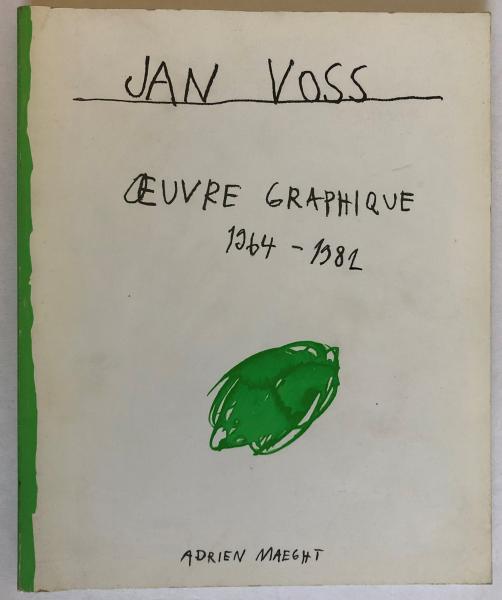 JAN VOSS
ŒUVRE GRAPHIQUE
1964 - 1982
ADRIEN MAEGHT